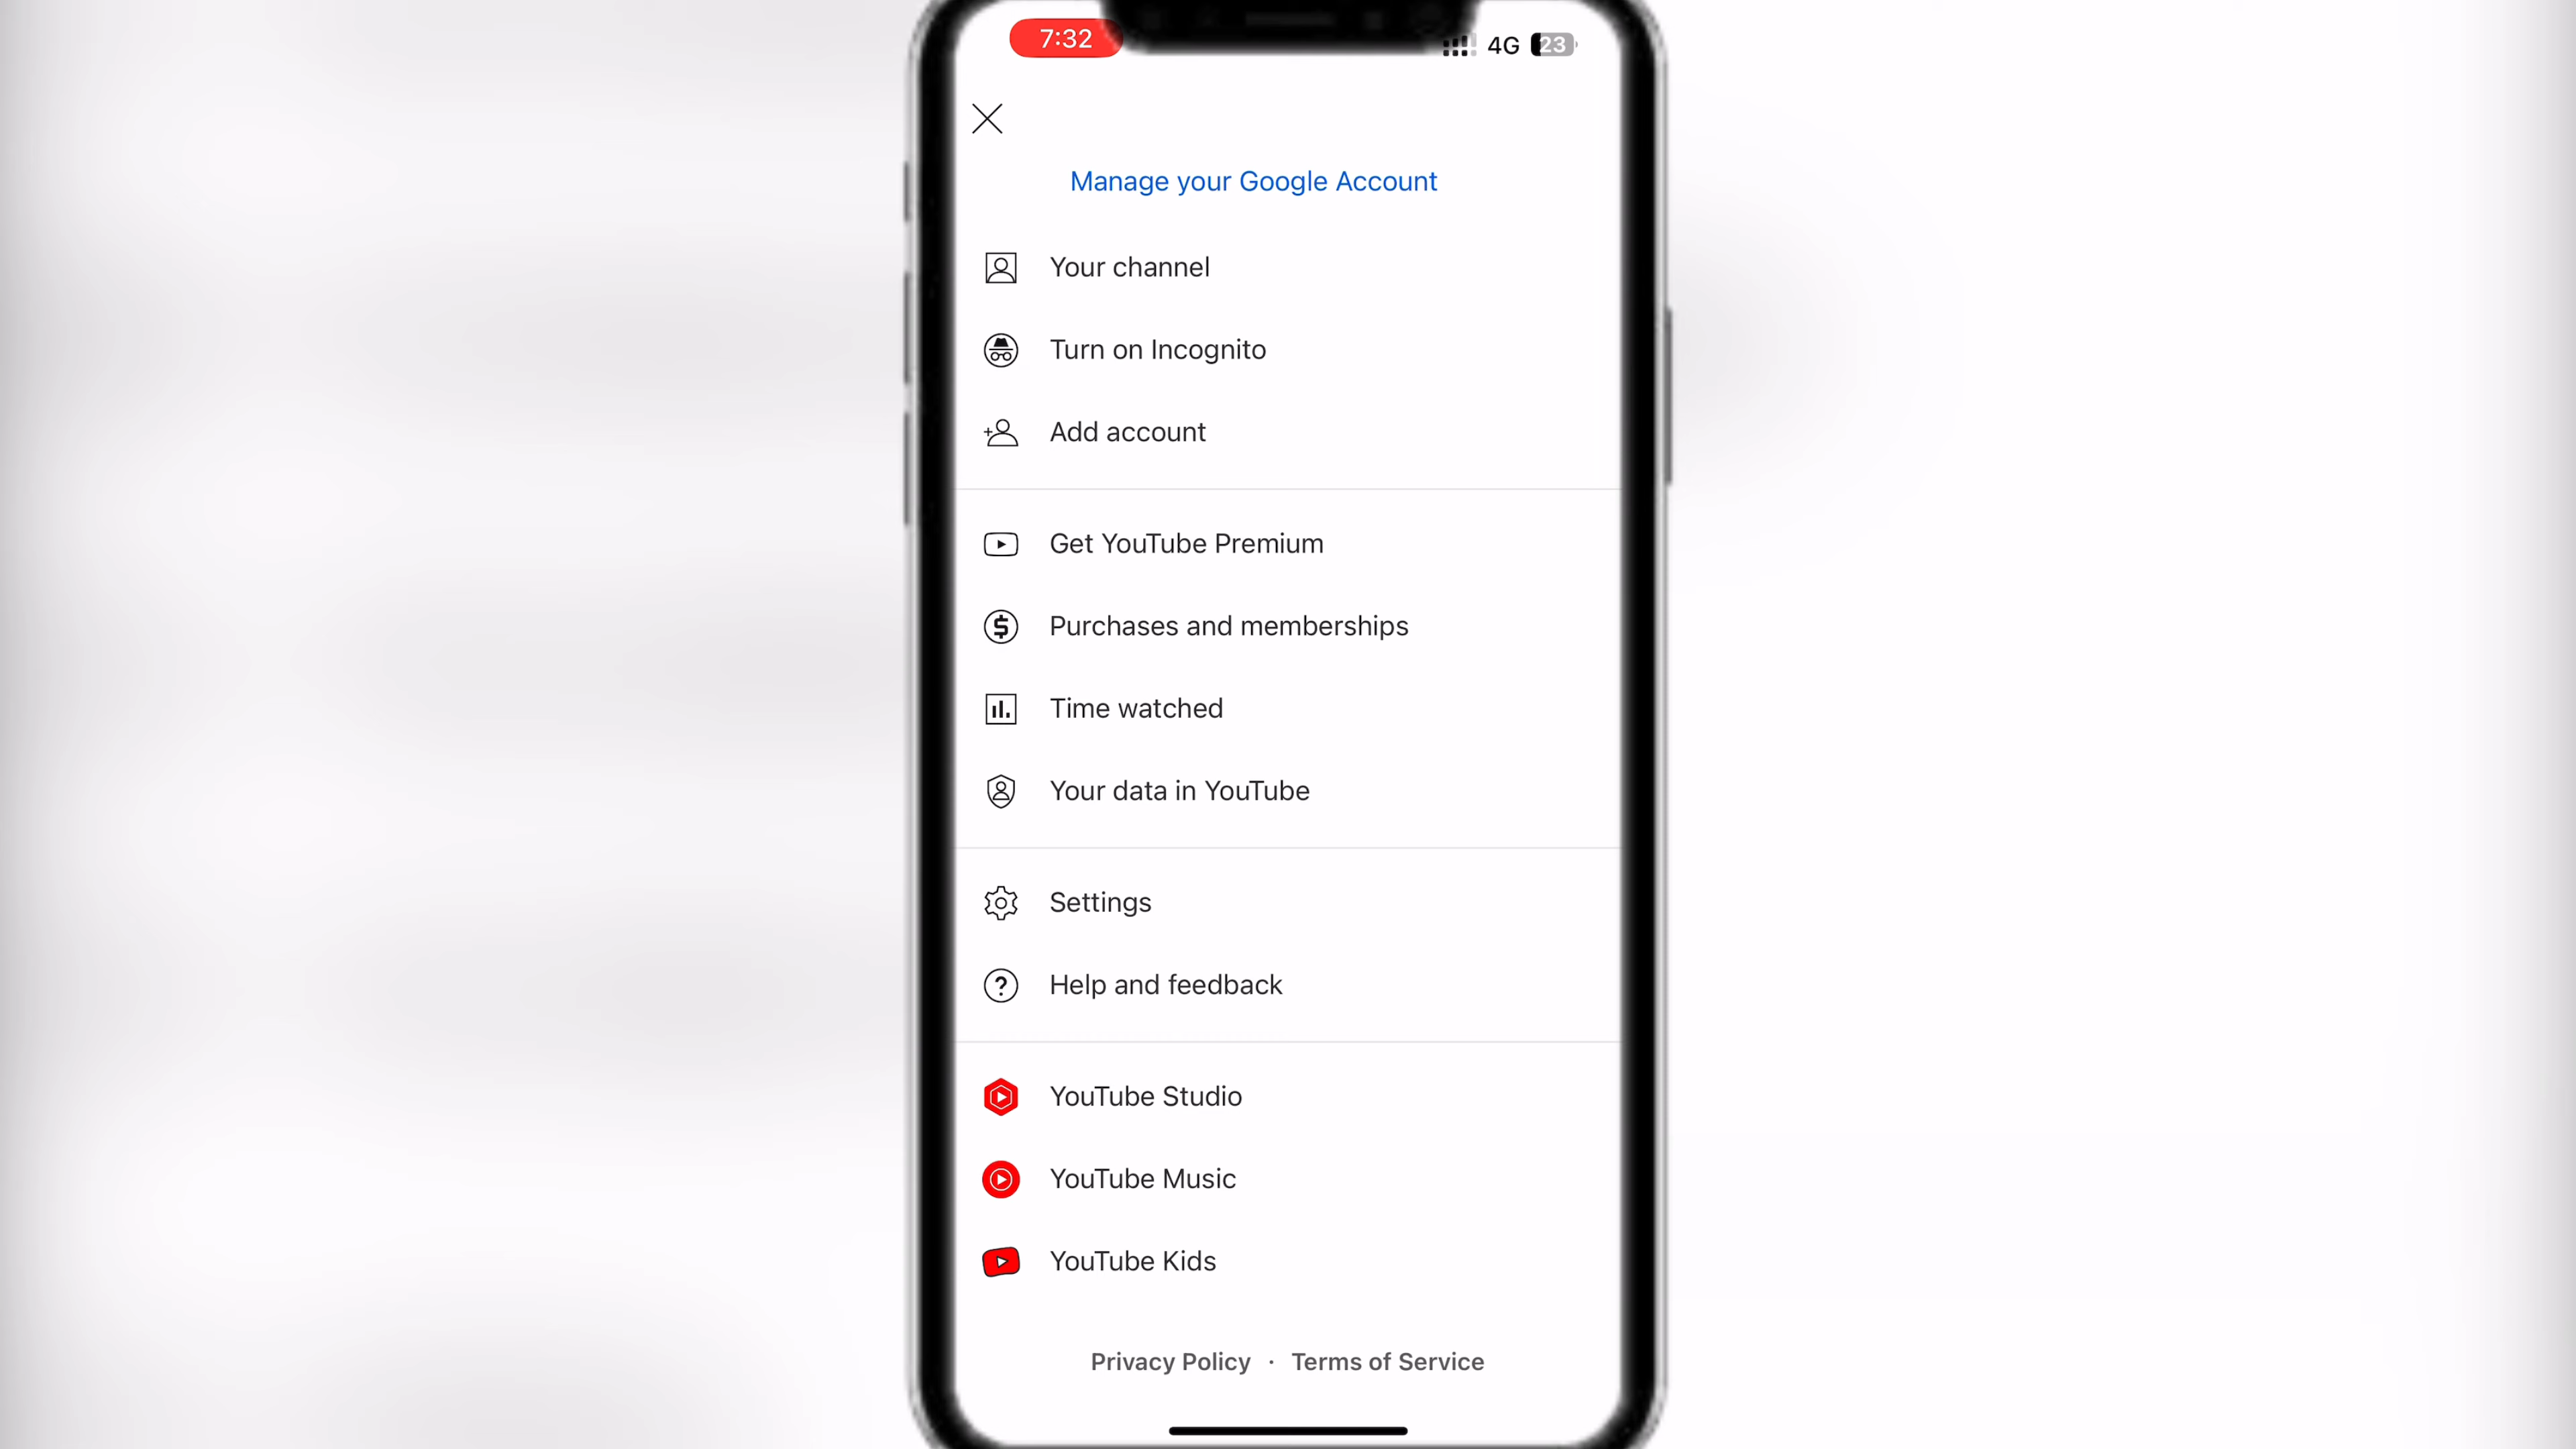 7:32
4G 23
Manage your Google Account
Your channel
Turn on Incognito
Add account
Get YouTube Premium
Purchases and memberships
Time watched
Your data in YouTube
Settings
Help and feedback
YouTube Studio
YouTube Music
YouTube Kids
Privacy Policy · Terms of Service